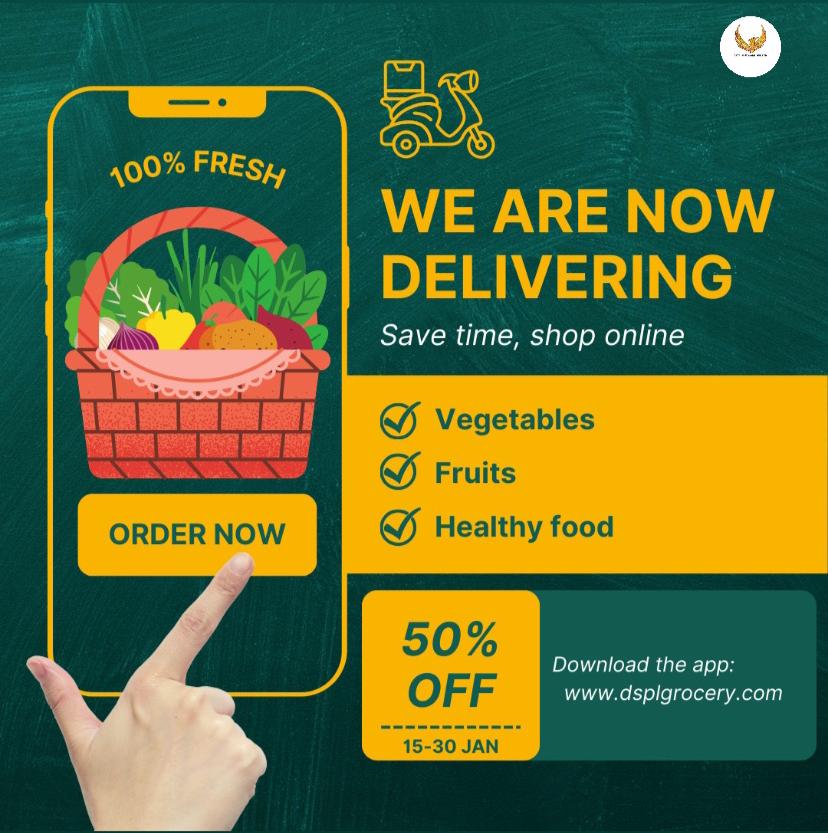 100% FRESH
WE ARE NOW
DELIVERING
Save time, shop online
Vegetables
Fruits
Healthy food
ORDER NOW
50%
OFF
15-30 JAN
Download the app:
www.dsplgrocery.com